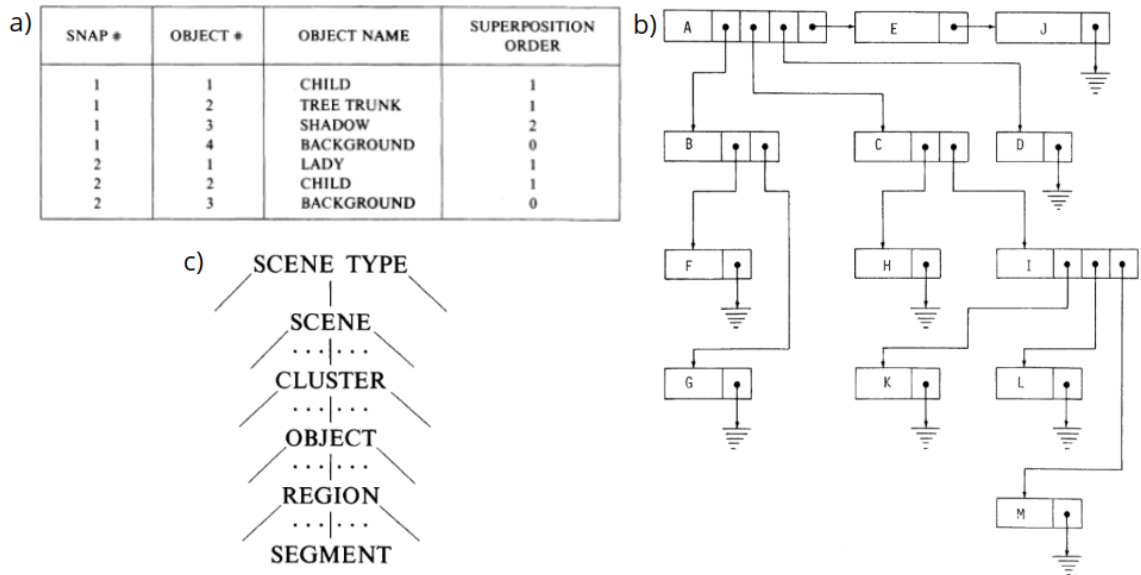 a)
SNAP # OBJECT # OBJECT NAME SUPERPOSITION ORDER
1 1 CHILD 1
1 2 TREE TRUNK 1
1 3 SHADOW 2
1 4 BACKGROUND 0
2 1 LADY 1
2 2 CHILD 1
2 3 BACKGROUND 0
b)
A E J
B C D
F H I
G K L
M
c)
SCENE TYPE
SCENE
. . . . . .
CLUSTER
. . . . . .
OBJECT
. . . . . .
REGION
. . . . . .
SEGMENT